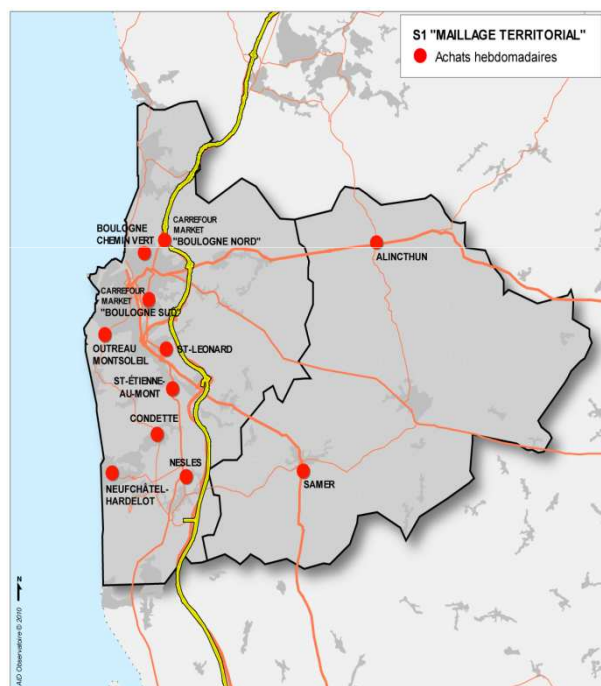 S1 "MAILLAGE TERRITORIAL"
Achats hebdomadaires
BOULOGNE
CHEMIN VERT
CARREFOUR
MARKET
"BOULOGNE NORD"
ALINCTHUN
CARREFOUR
MARKET
"BOULOGNE SUD"
OUTREAU
MONTSOLEIL
ST-LEONARD
ST-ÉTIENNE-
AU-MONT
CONDETTE
NESLES
NEUFCHÂTEL-
HARDELOT
SAMER
N
AID Observatoire © 2010